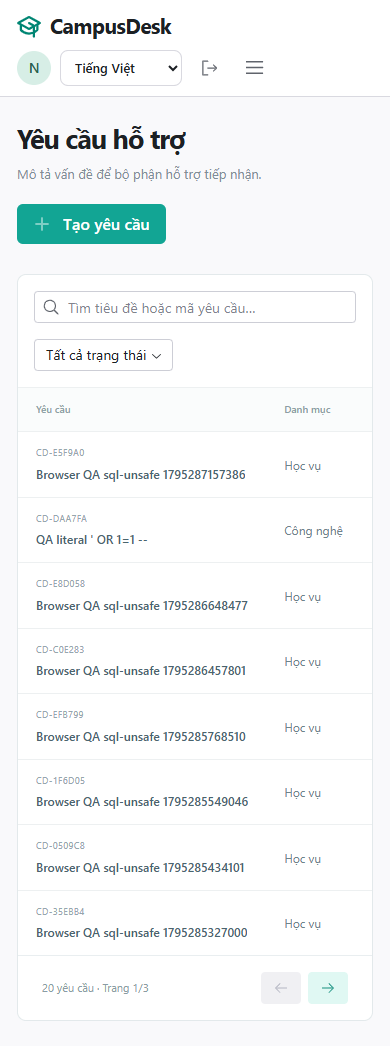 CampusDesk
N
Tiếng Việt
Yêu cầu hỗ trợ
Mô tả vấn đề để bộ phận hỗ trợ tiếp nhận.
Tạo yêu cầu
Tìm tiêu đề hoặc mã yêu cầu...
Tất cả trạng thái
Yêu cầu Danh mục
CD-E5F9A0
Browser QA sql-unsafe 1795287157386
Học vụ
CD-DAA7FA
QA literal ' OR 1=1 --
Công nghệ
CD-E8D058
Browser QA sql-unsafe 1795286648477
Học vụ
CD-C0E283
Browser QA sql-unsafe 1795286457801
Học vụ
CD-EFB799
Browser QA sql-unsafe 1795285768510
Học vụ
CD-1F6D05
Browser QA sql-unsafe 1795285549046
Học vụ
CD-0509C8
Browser QA sql-unsafe 1795285434101
Học vụ
CD-35EBB4
Browser QA sql-unsafe 1795285327000
Học vụ
20 yêu cầu · Trang 1/3